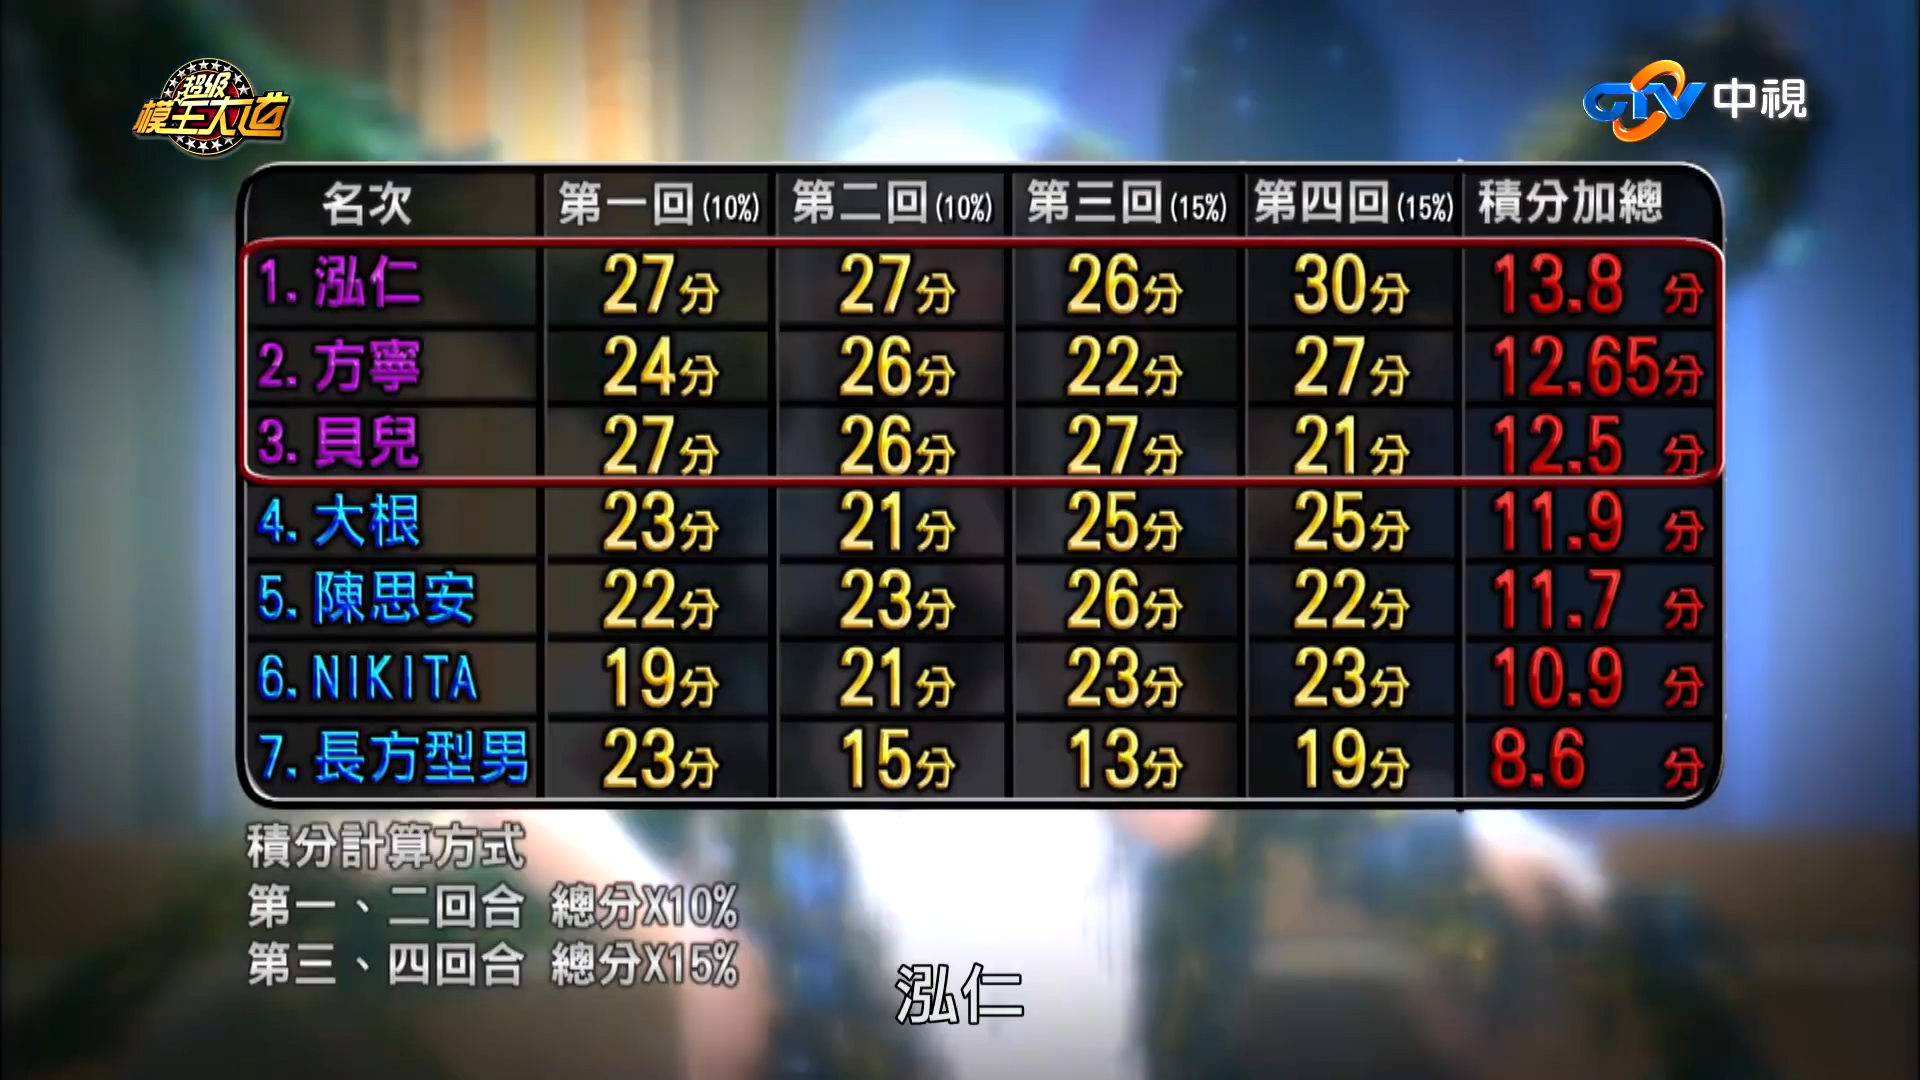 超級
模王大道
CTV 中視
名次 第一回(10%) 第二回(10%) 第三回(15%) 第四回(15%) 積分加總
1.泓仁 27分 27分 26分 30分 13.8 分
2.方寧 24分 26分 22分 27分 12.65分
3.貝兒 27分 26分 27分 21分 12.5 分
4.大根 23分 21分 25分 25分 11.9 分
5.陳思安 22分 23分 26分 22分 11.7 分
6.NIKITA 19分 21分 23分 23分 10.9 分
7.長方型男 23分 15分 13分 19分 8.6 分
積分計算方式
第一、二回合 總分X10%
第三、四回合 總分X15%
泓仁